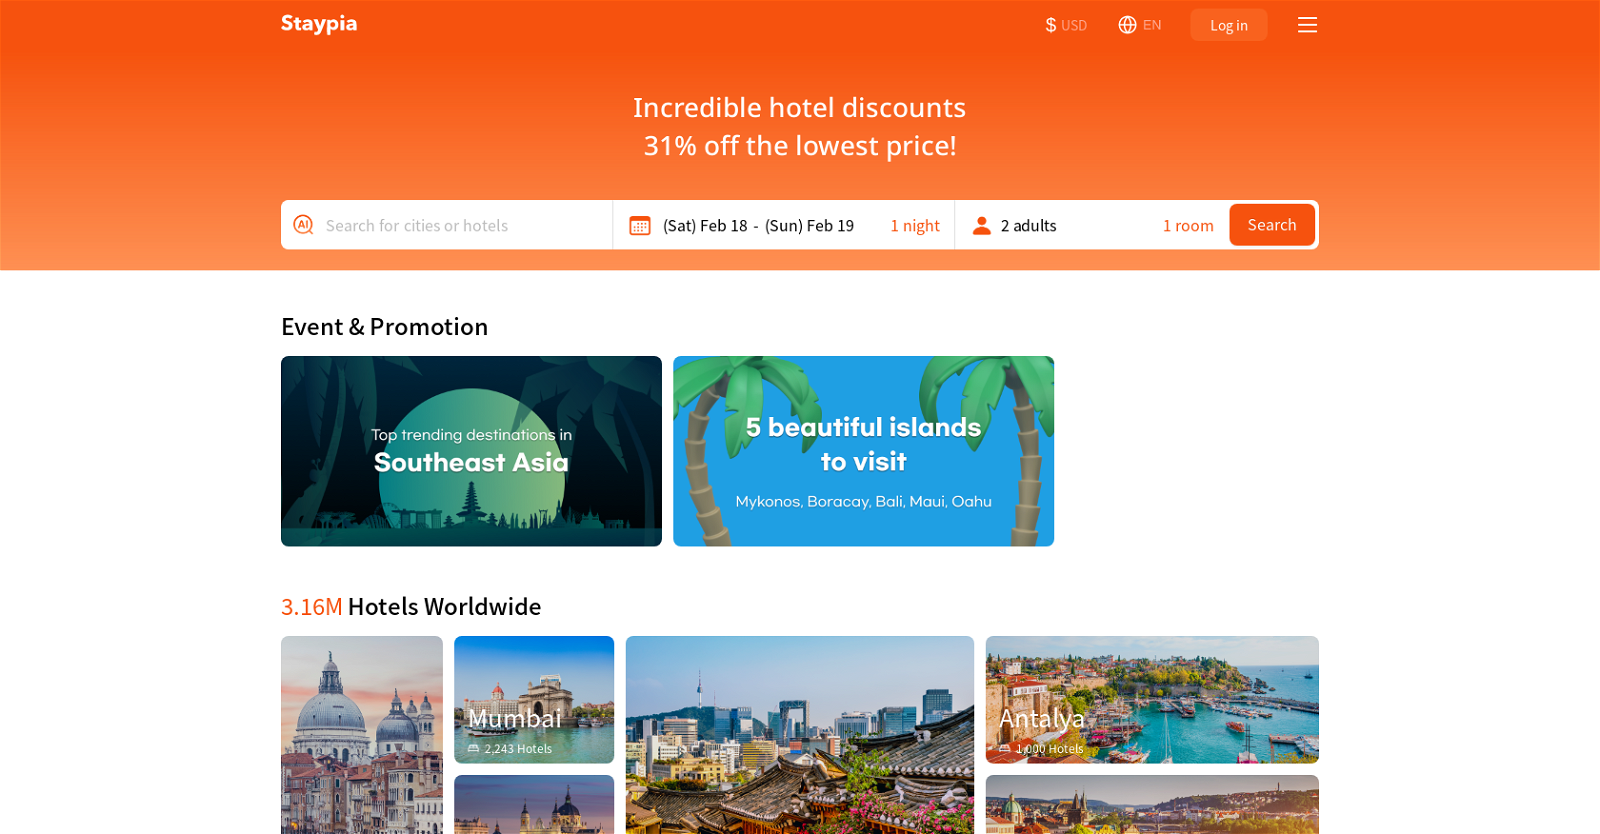 Staypia
$ USD
EN
Log in
Incredible hotel discounts
31% off the lowest price!
AI
Search for cities or hotels
(Sat) Feb 18 - (Sun) Feb 19
1 night
2 adults
1 room
Search
Event & Promotion
Top trending destinations in
Southeast Asia
5 beautiful islands
to visit
Mykonos, Boracay, Bali, Maui, Oahu
3.16M Hotels Worldwide
Mumbai
2,243 Hotels
Antalya
1,000 Hotels